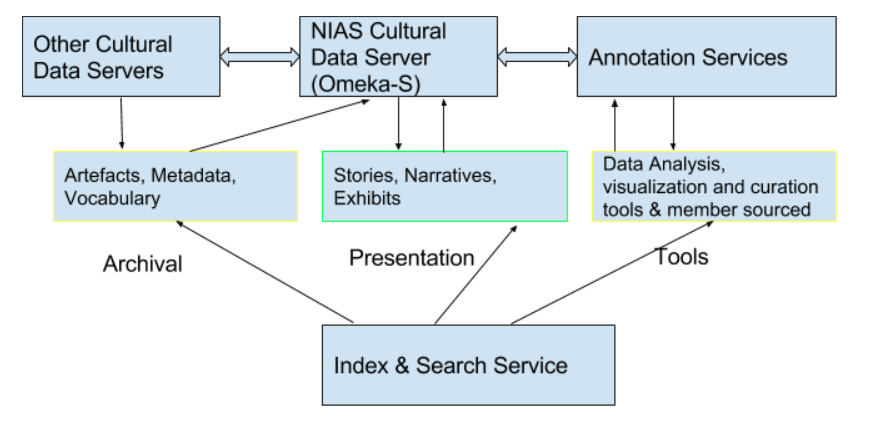 Other Cultural
Data Servers
NIAS Cultural
Data Server
(Omeka-S)
Annotation Services
Artefacts, Metadata,
Vocabulary
Stories, Narratives,
Exhibits
Data Analysis,
visualization and curation
tools & member sourced
Archival
Presentation
Tools
Index & Search Service